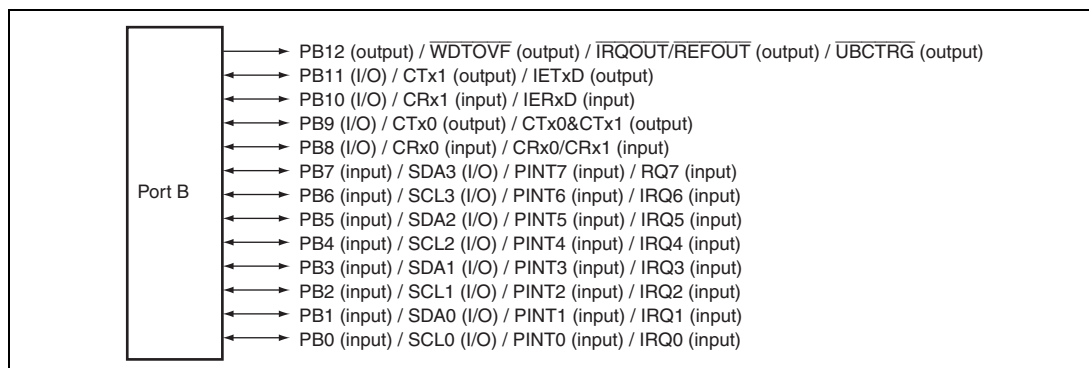 PB12 (output) / WDTOVF (output) / IRQOUT/REFOUT (output) / UBCTRG (output)
PB11 (I/O) / CTx1 (output) / IETxD (output)
PB10 (I/O) / CRx1 (input) / IERxD (input)
PB9 (I/O) / CTx0 (output) / CTx0&CTx1 (output)
PB8 (I/O) / CRx0 (input) / CRx0/CRx1 (input)
PB7 (input) / SDA3 (I/O) / PINT7 (input) / RQ7 (input)
Port B
PB6 (input) / SCL3 (I/O) / PINT6 (input) / IRQ6 (input)
PB5 (input) / SDA2 (I/O) / PINT5 (input) / IRQ5 (input)
PB4 (input) / SCL2 (I/O) / PINT4 (input) / IRQ4 (input)
PB3 (input) / SDA1 (I/O) / PINT3 (input) / IRQ3 (input)
PB2 (input) / SCL1 (I/O) / PINT2 (input) / IRQ2 (input)
PB1 (input) / SDA0 (I/O) / PINT1 (input) / IRQ1 (input)
PB0 (input) / SCL0 (I/O) / PINT0 (input) / IRQ0 (input)